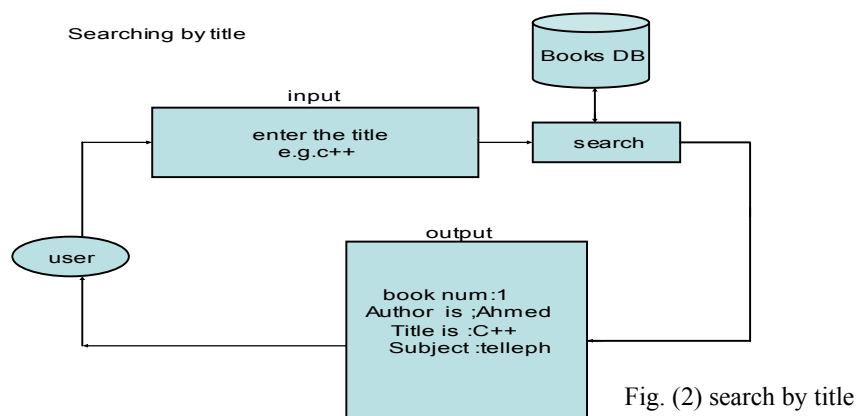 Searching by title
Books DB
input
enter the title
e.g.c++
search
output
user
book num:1
Author is ;Ahmed
Title is :C++
Subject :telleph
Fig. (2) search by title